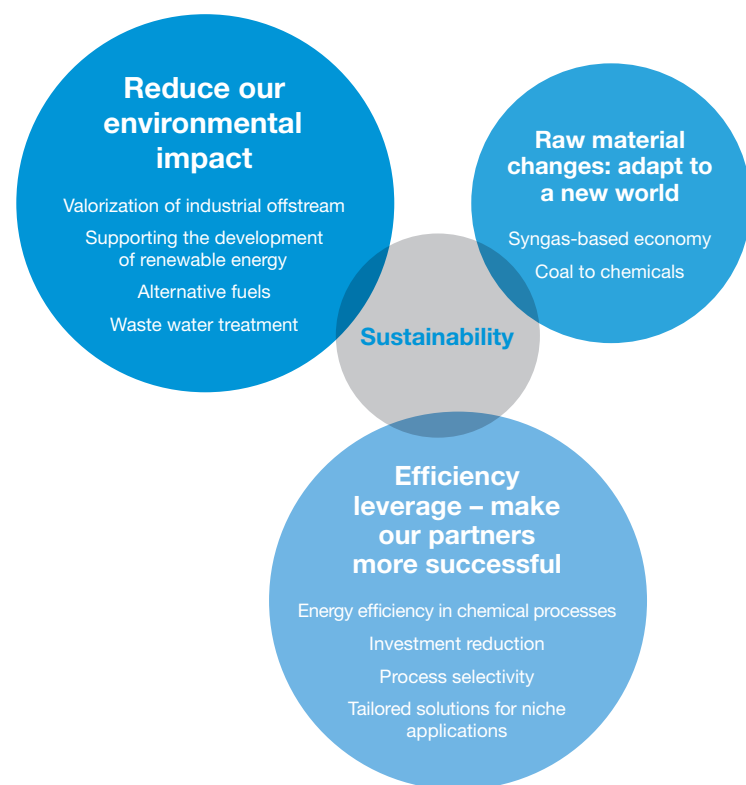 Reduce our
environmental
impact
Valorization of industrial offstream
Supporting the development
of renewable energy
Alternative fuels
Waste water treatment
Raw material
changes: adapt to
a new world
Syngas-based economy
Coal to chemicals
Sustainability
Efficiency
leverage – make
our partners
more successful
Energy efficiency in chemical processes
Investment reduction
Process selectivity
Tailored solutions for niche
applications